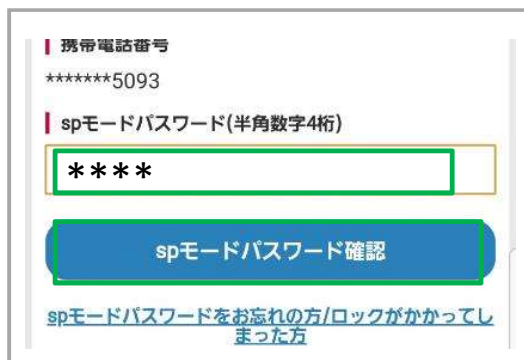 携帯電話番号
*******5093
spモードパスワード(半角数字4桁)
****
spモードパスワード確認
spモードパスワードをお忘れの方/ロックがかかってし
まった方